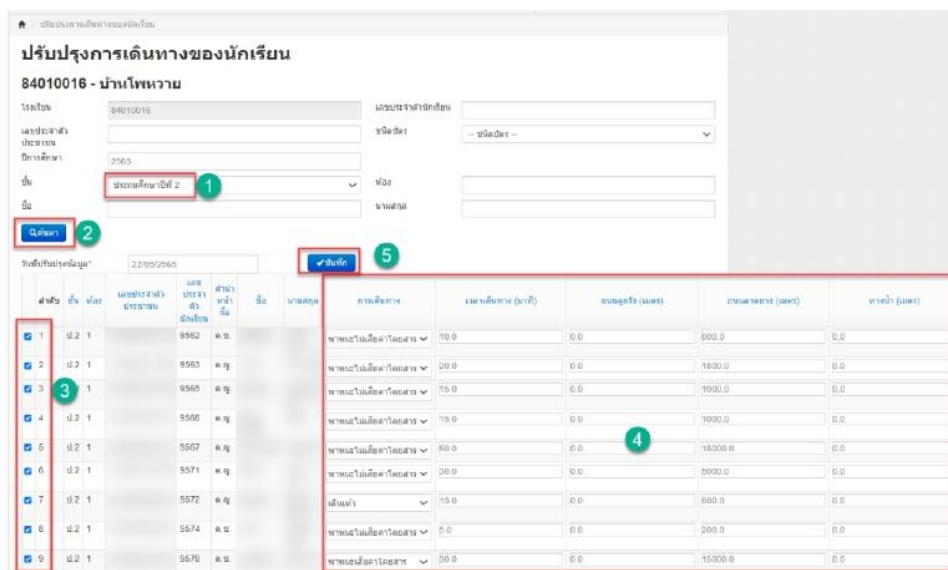 ปรับปรุงการเดินทางของนักเรียน
ปรับปรุงการเดินทางของนักเรียน
84010016 - บ้านโพหวาย
โรงเรียน 84010016 เลขประจำตัวนักเรียน
เลขประจำตัวประชาชน ชนิดบัตร -- ชนิดบัตร --
ปีการศึกษา 2565
ชั้น ประถมศึกษาปีที่ 2 1 ห้อง
ชื่อ นามสกุล
ค้นหา 2
วันที่ปรับปรุงข้อมูล* 22/05/2565 บันทึก 5
ลำดับ ชั้น ห้อง เลขประจำตัวประชาชน เลขประจำตัวนักเรียน คำนำหน้าชื่อ ชื่อ นามสกุล การเดินทาง เวลาเดินทาง (นาที) ถนนลูกรัง (เมตร) ถนนลาดยาง (เมตร) ทางน้ำ (เมตร)
1 ป.2 1 9562 ด.ช. พาหนะไม่เสียค่าโดยสาร 10.0 0.0 800.0 0.0
2 ป.2 1 9563 ด.ญ. พาหนะไม่เสียค่าโดยสาร 20.0 0.0 1800.0 0.0
3 3 1 9565 ด.ญ. พาหนะไม่เสียค่าโดยสาร 15.0 0.0 1000.0 0.0
4 ป.2 1 9566 ด.ญ. พาหนะไม่เสียค่าโดยสาร 15.0 0.0 1000.0 0.0
4
5 ป.2 1 9567 ด.ญ. พาหนะไม่เสียค่าโดยสาร 60.0 0.0 18000.0 0.0
6 ป.2 1 9571 ด.ญ. พาหนะไม่เสียค่าโดยสาร 30.0 0.0 5000.0 0.0
7 ป.2 1 9572 ด.ญ. เดินเท้า 15.0 0.0 600.0 0.0
8 ป.2 1 9574 ด.ช. พาหนะไม่เสียค่าโดยสาร 5.0 0.0 200.0 0.0
9 ป.2 1 9578 ด.ช. พาหนะเสียค่าโดยสาร 30.0 0.0 15000.0 0.0